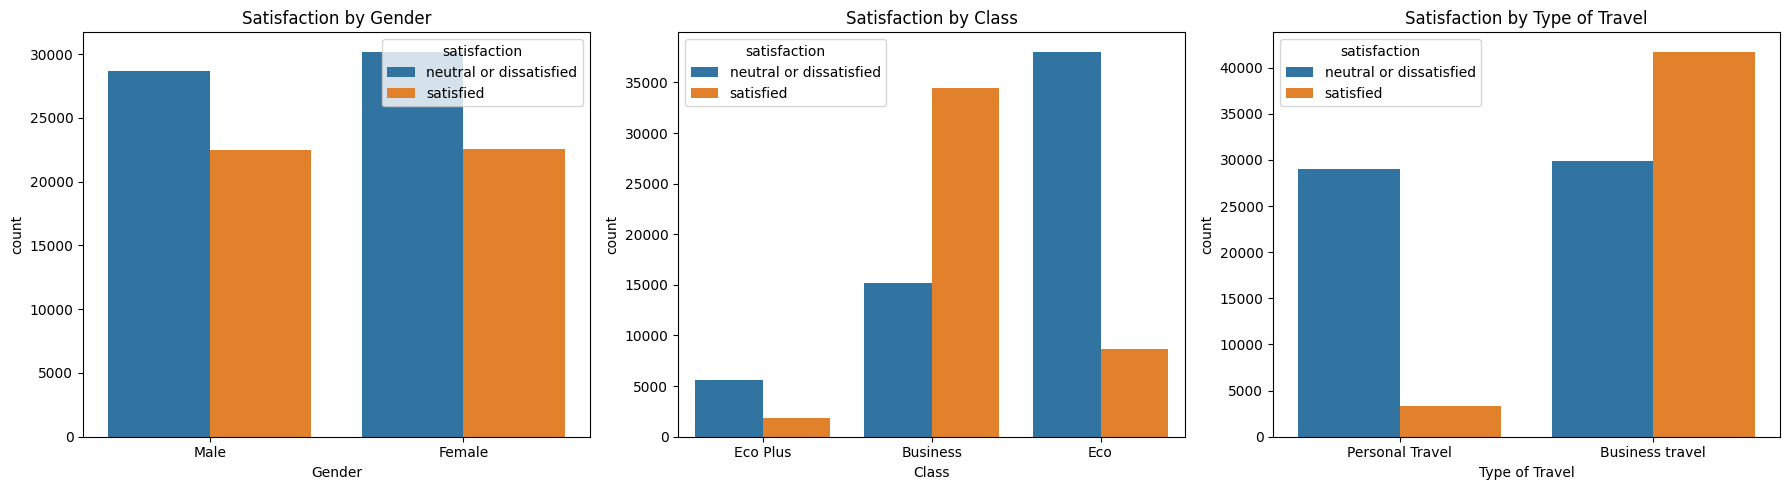 Satisfaction by Gender
satisfaction
neutral or dissatisfied
satisfied
30000
25000
20000
15000
10000
5000
0
count
Male
Female
Gender
Satisfaction by Class
satisfaction
neutral or dissatisfied
satisfied
35000
30000
25000
20000
15000
10000
5000
0
count
Eco Plus
Business
Eco
Class
Satisfaction by Type of Travel
satisfaction
neutral or dissatisfied
satisfied
40000
35000
30000
25000
20000
15000
10000
5000
0
count
Personal Travel
Business travel
Type of Travel